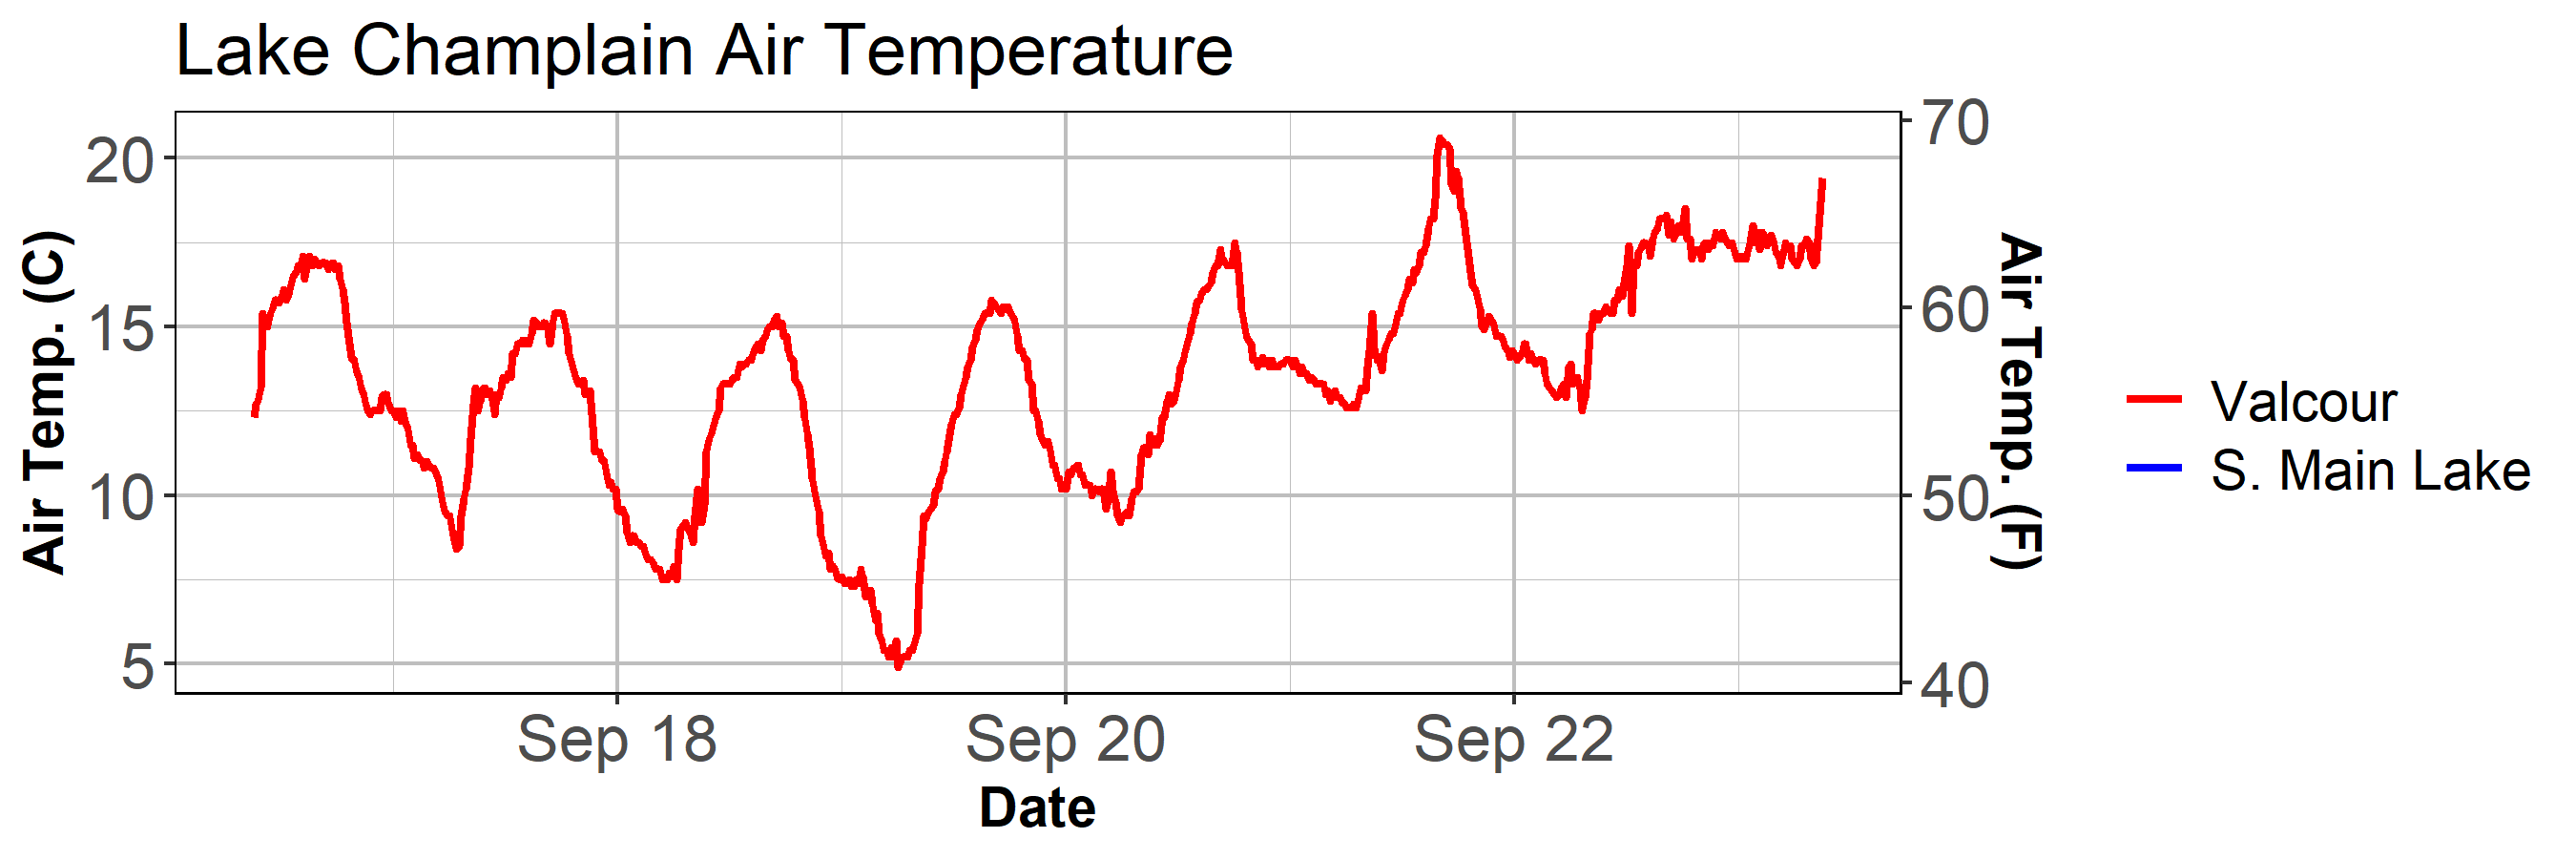 Lake Champlain Air Temperature
Air Temp. (C)
20
15
10
5
70
60
50
40
Air Temp. (F)
Sep 18
Sep 20
Sep 22
Date
Valcour
S. Main Lake